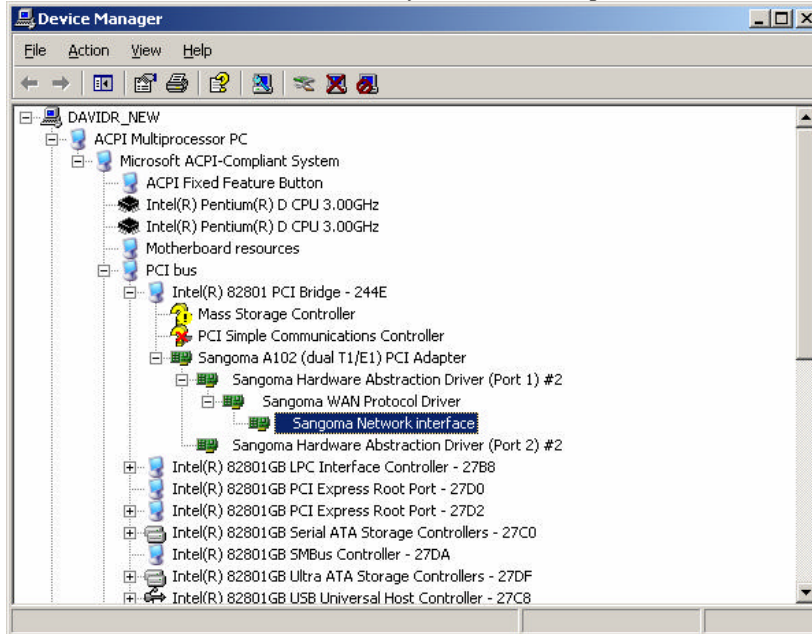 Device Manager
File Action View Help
DAVIDR_NEW
ACPI Multiprocessor PC
Microsoft ACPI-Compliant System
ACPI Fixed Feature Button
Intel(R) Pentium(R) D CPU 3.00GHz
Intel(R) Pentium(R) D CPU 3.00GHz
Motherboard resources
PCI bus
Intel(R) 82801 PCI Bridge - 244E
Mass Storage Controller
PCI Simple Communications Controller
Sangoma A102 (dual T1/E1) PCI Adapter
Sangoma Hardware Abstraction Driver (Port 1) #2
Sangoma WAN Protocol Driver
Sangoma Network interface
Sangoma Hardware Abstraction Driver (Port 2) #2
Intel(R) 82801GB LPC Interface Controller - 27B8
Intel(R) 82801GB PCI Express Root Port - 27D0
Intel(R) 82801GB PCI Express Root Port - 27D2
Intel(R) 82801GB Serial ATA Storage Controllers - 27C0
Intel(R) 82801GB SMBus Controller - 27DA
Intel(R) 82801GB Ultra ATA Storage Controllers - 27DF
Intel(R) 82801GB USB Universal Host Controller - 27C8